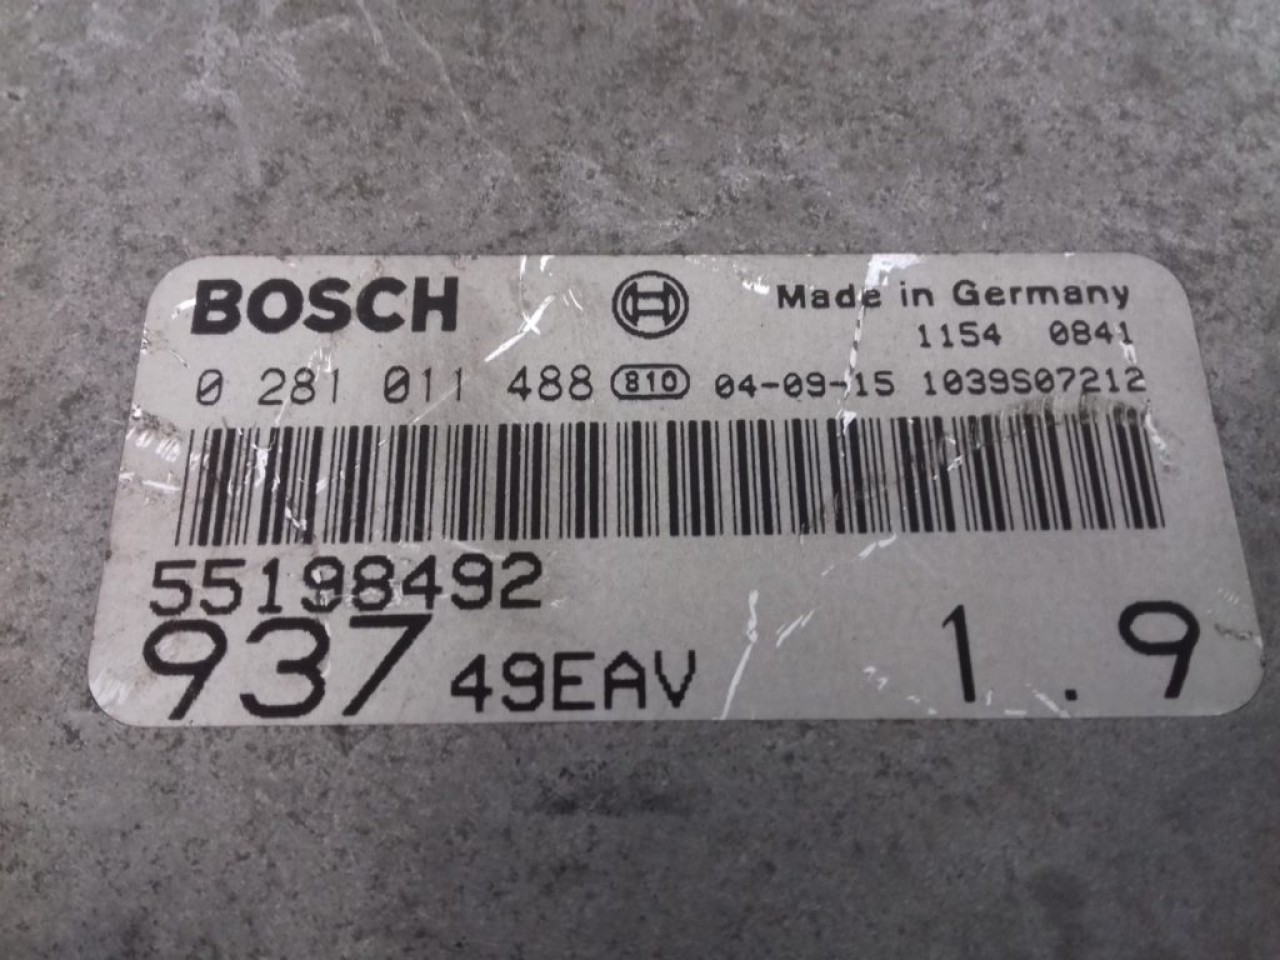 BOSCH Made in Germany
1154 0841
0 281 011 488 810 04-09-15 1039S07212
55198492
937 49EAV 1.9